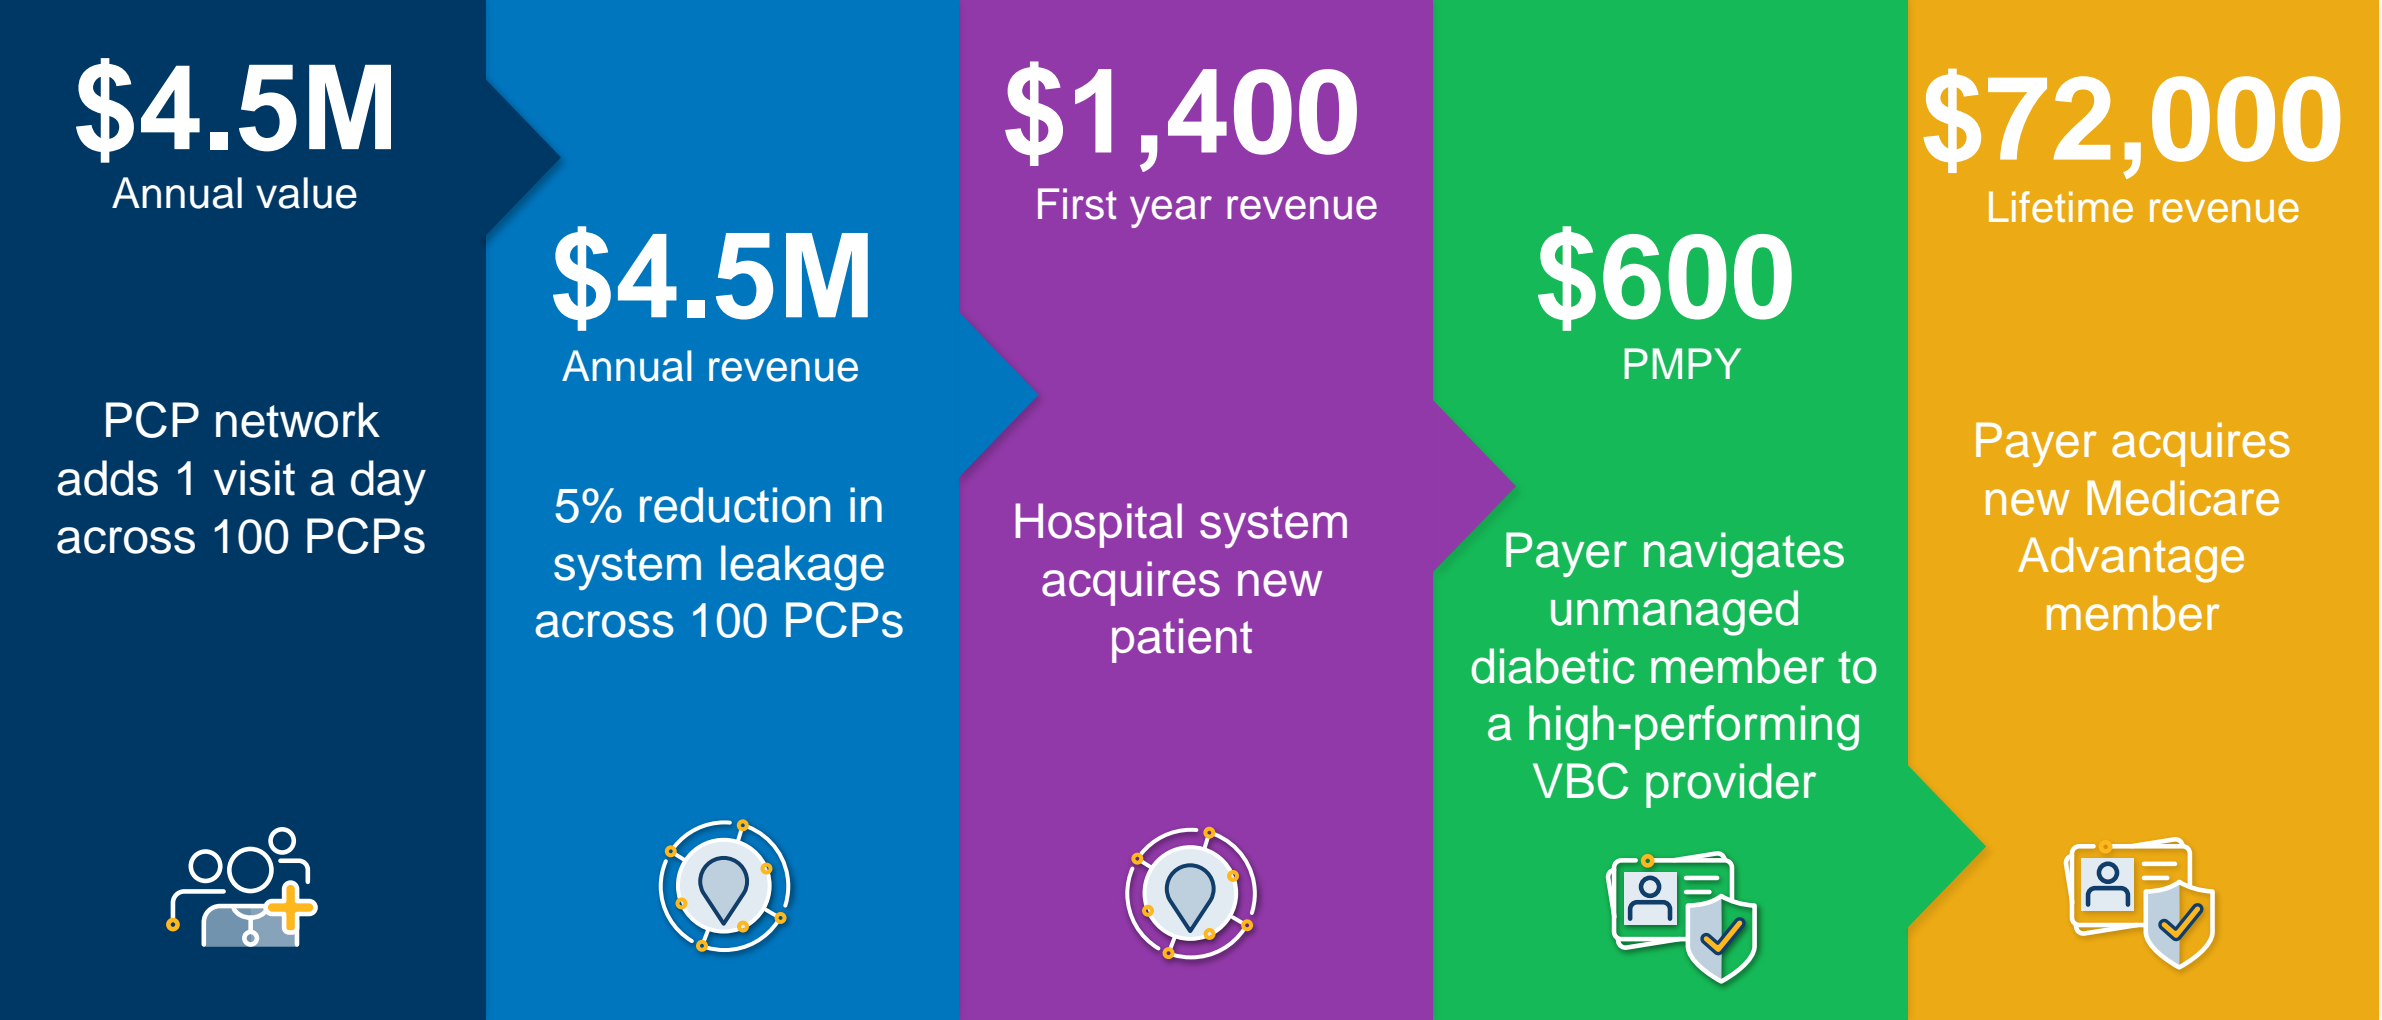 $4.5M
Annual value
PCP network
adds 1 visit a day
across 100 PCPs
$4.5M
Annual revenue
5% reduction in
system leakage
across 100 PCPs
$1,400
First year revenue
Hospital system
acquires new
patient
$600
PMPY
Payer navigates
unmanaged
diabetic member to
a high-performing
VBC provider
$72,000
Lifetime revenue
Payer acquires
new Medicare
Advantage
member